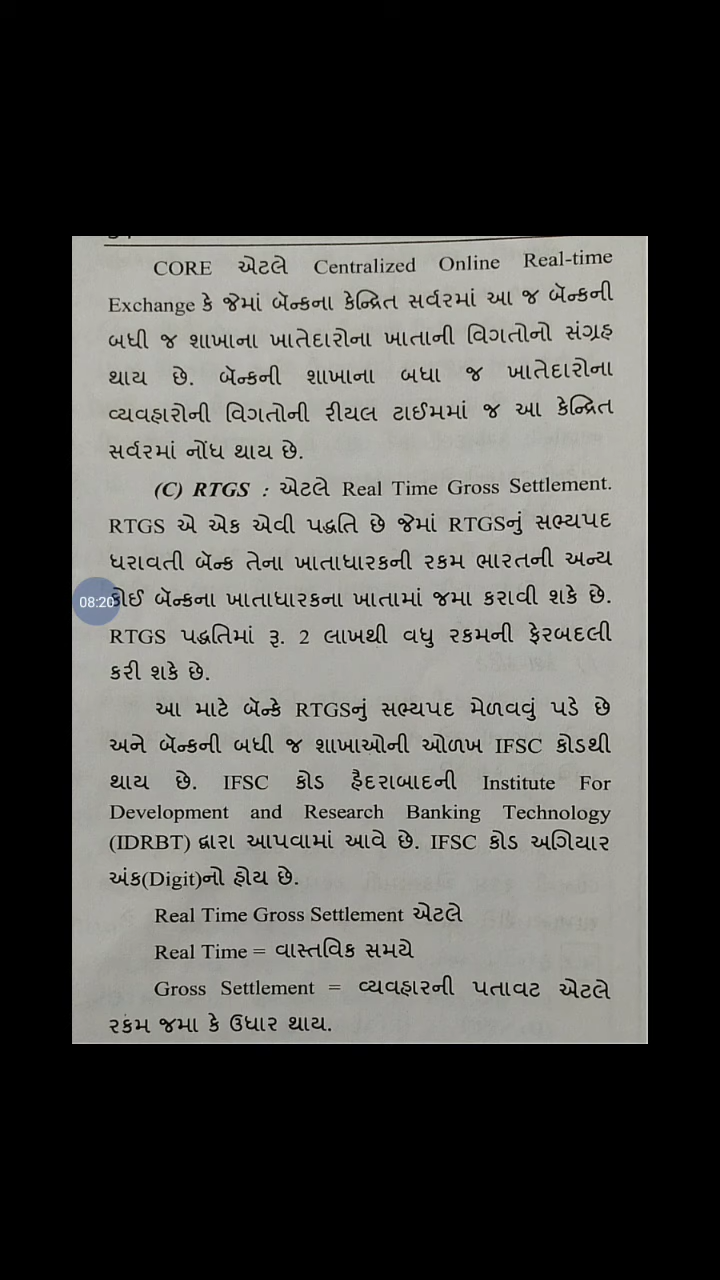 CORE એટલે Centralized Online Real-time
Exchange કે જેમાં બૅન્કના કેન્દ્રિત સર્વરમાં આ જ બૅન્કની
બધી જ શાખાના ખાતેદારોના ખાતાની વિગતોનો સંગ્રહ
થાય છે. બૅન્કની શાખાના બધા જ ખાતેદારોના
વ્યવહારોની વિગતોની રીયલ ટાઈમમાં જ આ કેન્દ્રિત
સર્વરમાં નોંધ થાય છે.
(C) RTGS : એટલે Real Time Gross Settlement.
RTGS એ એક એવી પદ્ધતિ છે જેમાં RTGSનું સભ્યપદ
ધરાવતી બૅન્ક તેના ખાતાધારકની રકમ ભારતની અન્ય
08:20
કોઈ બૅન્કના ખાતાધારકના ખાતામાં જમા કરાવી શકે છે.
RTGS પદ્ધતિમાં રૂ. 2 લાખથી વધુ રકમની ફેરબદલી
કરી શકે છે.
આ માટે બૅન્કે RTGSનું સભ્યપદ મેળવવું પડે છે
અને બૅન્કની બધી જ શાખાઓની ઓળખ IFSC કોડથી
થાય છે. IFSC કોડ હૈદરાબાદની Institute For
Development and Research Banking Technology
(IDRBT) દ્વારા આપવામાં આવે છે. IFSC કોડ અગિયાર
અંક(Digit)નો હોય છે.
Real Time Gross Settlement એટલે
Real Time = વાસ્તવિક સમયે
Gross Settlement = વ્યવહારની પતાવટ એટલે
રકમ જમા કે ઉધાર થાય.